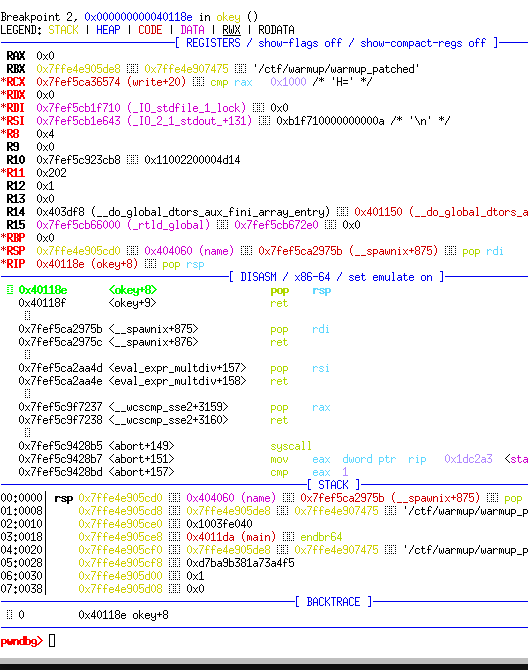 Breakpoint 2, 0x000000000040118e in okey ()
LEGEND: STACK | HEAP | CODE | DATA | RWX | RODATA
[ REGISTERS / show-flags off / show-compact-regs off ]
RAX 0x0
RBX 0x7ffe4e905de8 0x7ffe4e907475 '/ctf/warmup/warmup_patched'
*RCX 0x7fef5ca36574 (write+20) cmp rax 0x1000 /* 'H=' */
*RDX 0x0
*RDI 0x7fef5cb1f710 (_IO_stdfile_1_lock) 0x0
*RSI 0x7fef5cb1e643 (_IO_2_1_stdout_+131) 0xb1f710000000000a /* '\n' */
*R8 0x4
R9 0x0
R10 0x7fef5c923cb8 0x11002200004d14
*R11 0x202
R12 0x1
R13 0x0
R14 0x403df8 (__do_global_dtors_aux_fini_array_entry) 0x401150 (__do_global_dtors_a
R15 0x7fef5cb66000 (_rtld_global) 0x7fef5cb672e0 0x0
*RBP 0x0
*RSP 0x7ffe4e905cd0 0x404060 (name) 0x7fef5ca2975b (__spawnix+875) pop rdi
*RIP 0x40118e (okey+8) pop rsp
[ DISASM / x86-64 / set emulate on ]
0x40118e <okey+8> pop rsp
0x40118f <okey+9> ret
0x7fef5ca2975b <__spawnix+875> pop rdi
0x7fef5ca2975c <__spawnix+876> ret
0x7fef5ca2aa4d <eval_expr_multdiv+157> pop rsi
0x7fef5ca2aa4e <eval_expr_multdiv+158> ret
0x7fef5c9f7237 <__wcscmp_sse2+3159> pop rax
0x7fef5c9f7238 <__wcscmp_sse2+3160> ret
0x7fef5c9428b5 <abort+149> syscall
0x7fef5c9428b7 <abort+151> mov eax dword ptr rip 0x1dc2a3 <sta
0x7fef5c9428bd <abort+157> cmp eax 1
[ STACK ]
00:0000│ rsp 0x7ffe4e905cd0 0x404060 (name) 0x7fef5ca2975b (__spawnix+875) pop
01:0008│ 0x7ffe4e905cd8 0x7ffe4e905de8 0x7ffe4e907475 '/ctf/warmup/warmup_p
02:0010│ 0x7ffe4e905ce0 0x1003fe040
03:0018│ 0x7ffe4e905ce8 0x4011da (main) endbr64
04:0020│ 0x7ffe4e905cf0 0x7ffe4e905de8 0x7ffe4e907475 '/ctf/warmup/warmup_p
05:0028│ 0x7ffe4e905cf8 0xd7ba9b381a73a4f5
06:0030│ 0x7ffe4e905d00 0x1
07:0038│ 0x7ffe4e905d08 0x0
[ BACKTRACE ]
0 0x40118e okey+8
pwndbg>